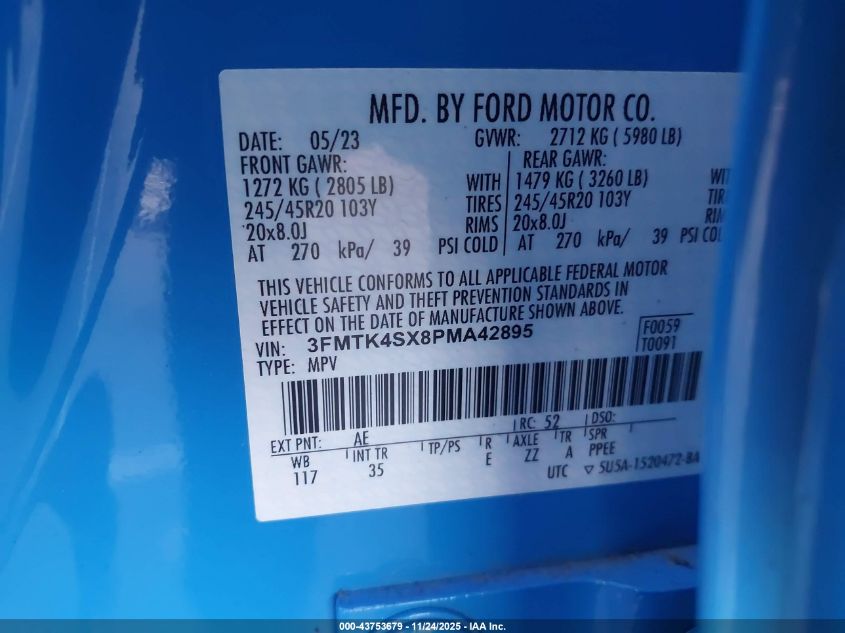 MFD. BY FORD MOTOR CO.
DATE: 05/23 GVWR: 2712 KG ( 5980 LB)
FRONT GAWR: REAR GAWR:
1272 KG ( 2805 LB) WITH 1479 KG ( 3260 LB)
245/45R20 103Y TIRES 245/45R20 103Y
20x8.0J RIMS 20x8.0J
AT 270 kPa/ 39 PSI COLD AT 270 kPa/ 39 PSI
THIS VEHICLE CONFORMS TO ALL APPLICABLE FEDERAL MOTOR
VEHICLE SAFETY AND THEFT PREVENTION STANDARDS IN
EFFECT ON THE DATE OF MANUFACTURE SHOWN ABOVE.
VIN: 3FMTK4SX8PMA42895 F0059
TYPE: MPV T0091
EXT PNT: AE RC: 52 DSO:
WB INT TR TP/PS R AXLE TR SPR
117 35 E ZZ A PPEE
UTC ▽ 5U5A-1520472-BA
000-43753679 - 11/24/2025 - IAA Inc.